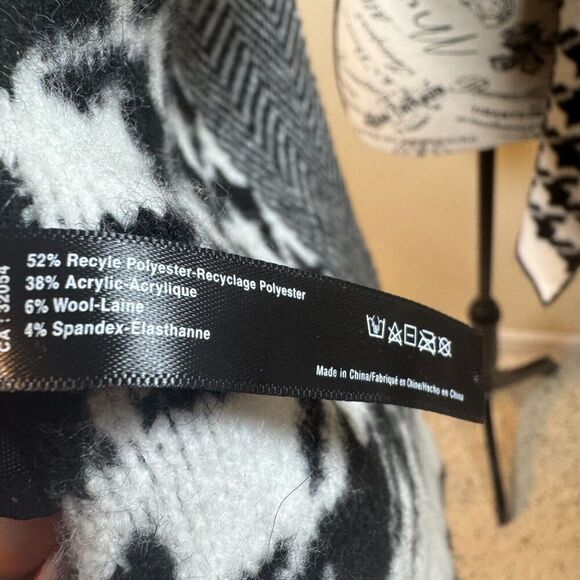 CA : 32054
52% Recyle Polyester-Recyclage Polyester
38% Acrylic-Acrylique
6% Wool-Laine
4% Spandex-Elasthanne
Made in China/Fabriqué en Chine/Hecho en China